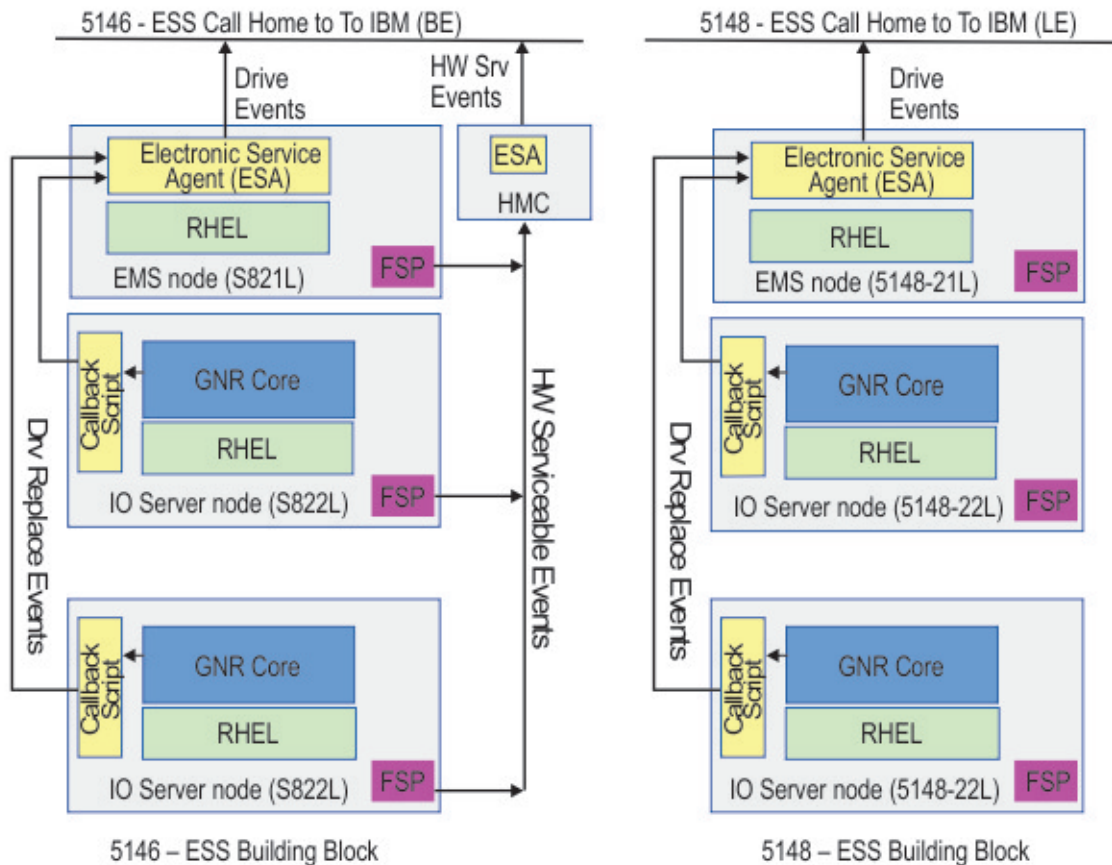 5146 - ESS Call Home to To IBM (BE)
Drive
Events
HW Srv
Events
Electronic Service
Agent (ESA)
RHEL
FSP
EMS node (S821L)
ESA
HMC
Callback
Script
GNR Core
RHEL
FSP
IO Server node (S822L)
Drv Replace Events
HW Serviceable Events
Callback
Script
GNR Core
RHEL
FSP
IO Server node (S822L)
5146 – ESS Building Block
5148 - ESS Call Home to To IBM (LE)
Drive
Events
Electronic Service
Agent (ESA)
RHEL
FSP
EMS node (5148-21L)
Callback
Script
GNR Core
RHEL
FSP
IO Server node (5148-22L)
Drv Replace Events
Callback
Script
GNR Core
RHEL
FSP
IO Server node (5148-22L)
5148 – ESS Building Block